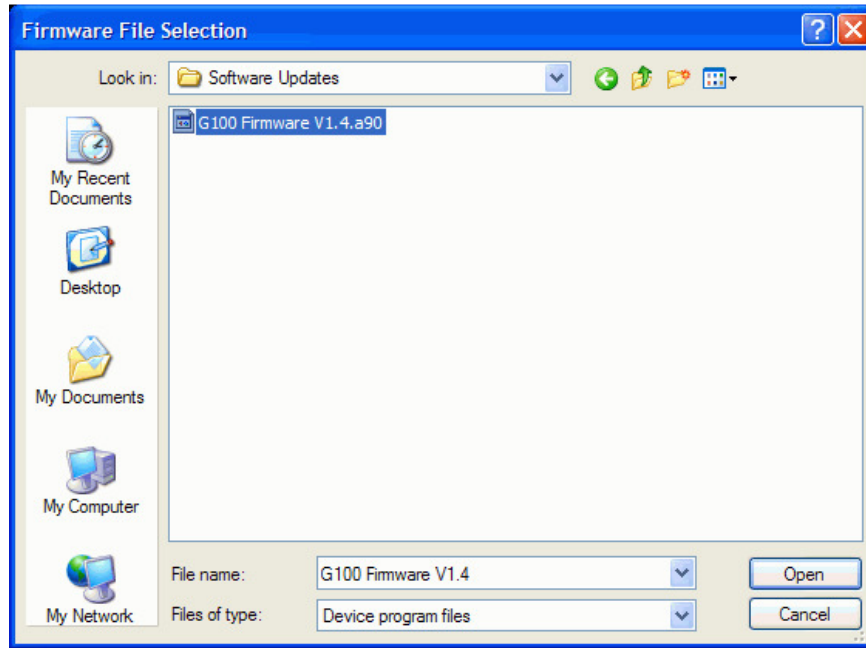 Firmware File Selection
Look in: Software Updates
G100 Firmware V1.4.a90
My Recent
Documents
Desktop
My Documents
My Computer
My Network
File name: G100 Firmware V1.4 Open
Files of type: Device program files Cancel